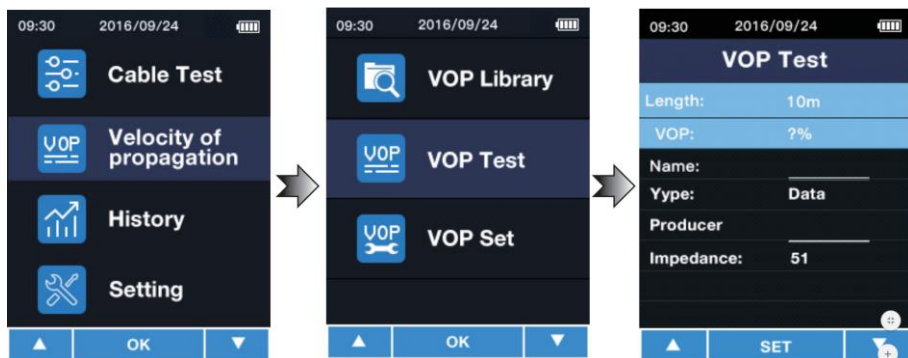 09:30 2016/09/24
Cable Test
VOP
Velocity of
propagation
History
Setting
▲ OK ▼
09:30 2016/09/24
VOP Library
VOP
VOP Test
VOP
VOP Set
▲ OK ▼
09:30 2016/09/24
VOP Test
Length: 10m
VOP: ?%
Name:
Yype: Data
Producer
Impedance: 51
▲ SET ▼